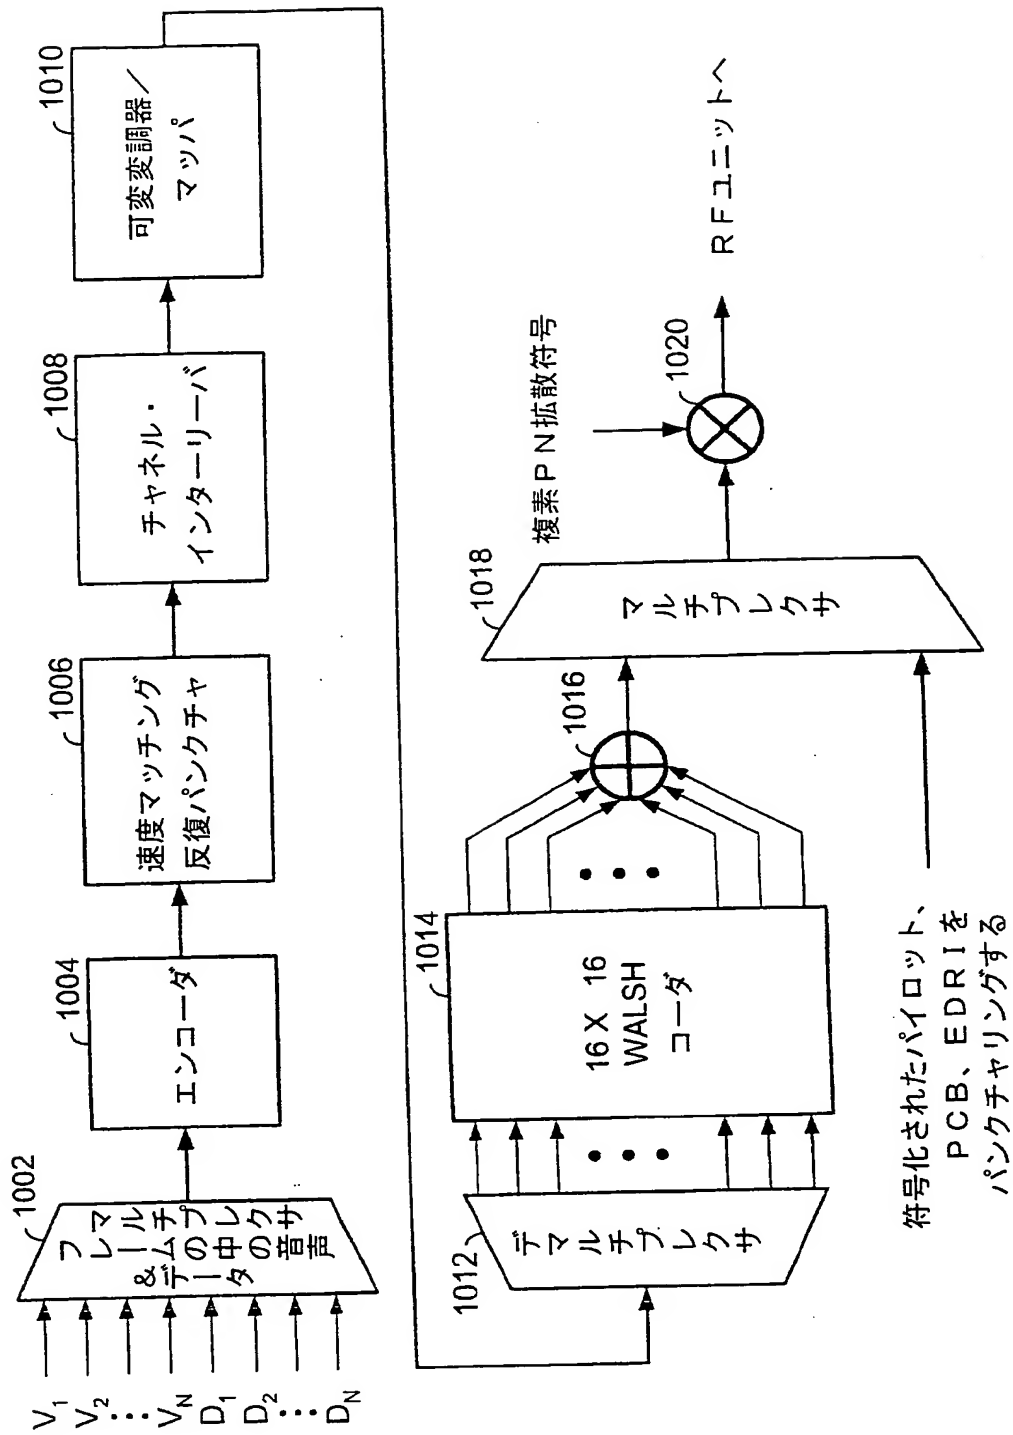 V1
V2
VN
D1
D2
DN
1002
マルチプレクサ
フレームの中の音声
&データ
1004
エンコーダ
1006
速度マッチング
反復パンクチャ
1008
チャネル・
インターリーバ
1010
可変変調器/
マッパ
1012
デマルチプレクサ
1014
16X 16
WALSH
コーダ
1016
1018
マルチプレクサ
複素PN拡散符号
1020
RFユニットへ
符号化されたパイロット、
PCB、EDRIを
パンクチャリングする